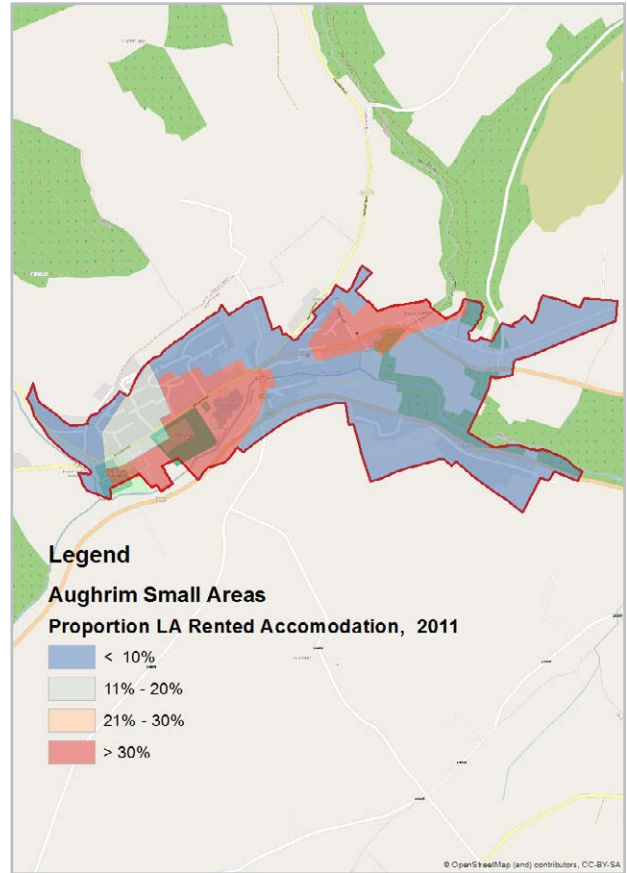 Legend
Aughrim Small Areas
Proportion LA Rented Accomodation, 2011
< 10%
11% - 20%
21% - 30%
> 30%
© OpenStreetMap (and) contributors, CC-BY-SA